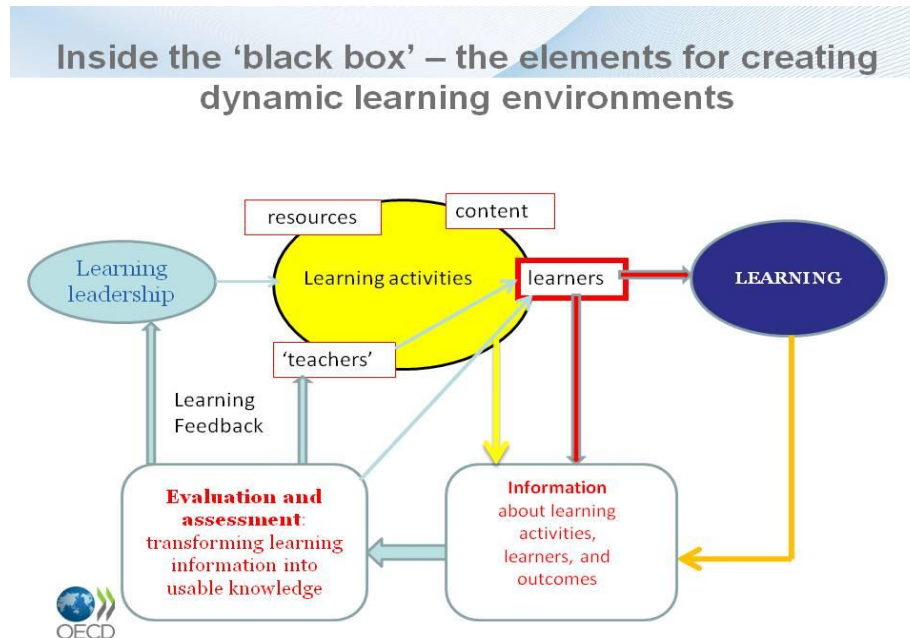 Inside the ‘black box’ – the elements for creating
dynamic learning environments
resources
content
Learning
leadership
Learning activities
learners
LEARNING
‘teachers’
Learning
Feedback
Evaluation and
assessment:
transforming learning
information into
usable knowledge
Information
about learning
activities,
learners, and
outcomes
OECD